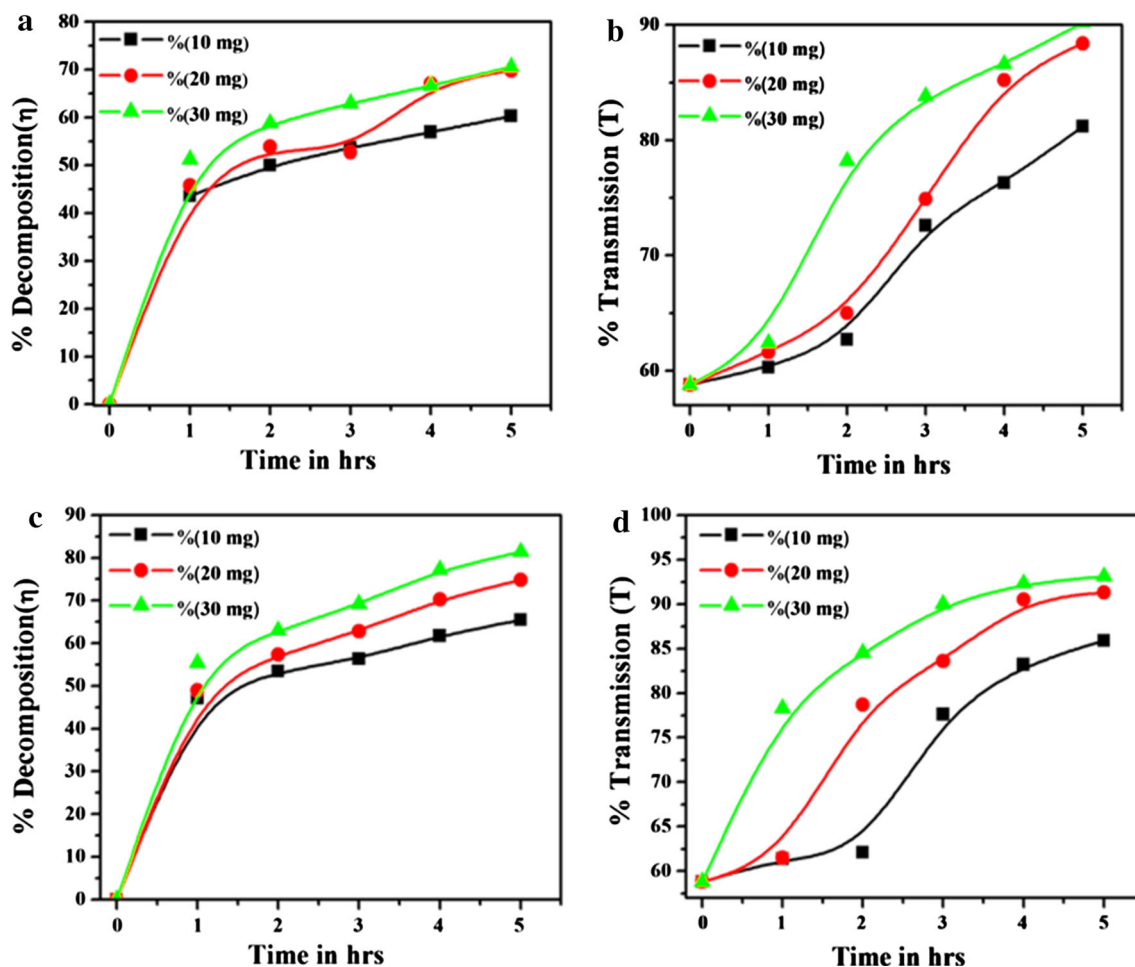 a
80
70
60
50
40
30
20
10
0
%(10 mg)
%(20 mg)
%(30 mg)
% Decomposition(η)
0 1 2 3 4 5
Time in hrs
b
90
80
70
60
%(10 mg)
%(20 mg)
%(30 mg)
% Transmission (T)
0 1 2 3 4 5
Time in hrs
c
90
80
70
60
50
40
30
20
10
0
%(10 mg)
%(20 mg)
%(30 mg)
% Decomposition(η)
0 1 2 3 4 5
Time in hrs
d
100
95
90
85
80
75
70
65
60
%(10 mg)
%(20 mg)
%(30 mg)
% Transmission (T)
0 1 2 3 4 5
Time in hrs